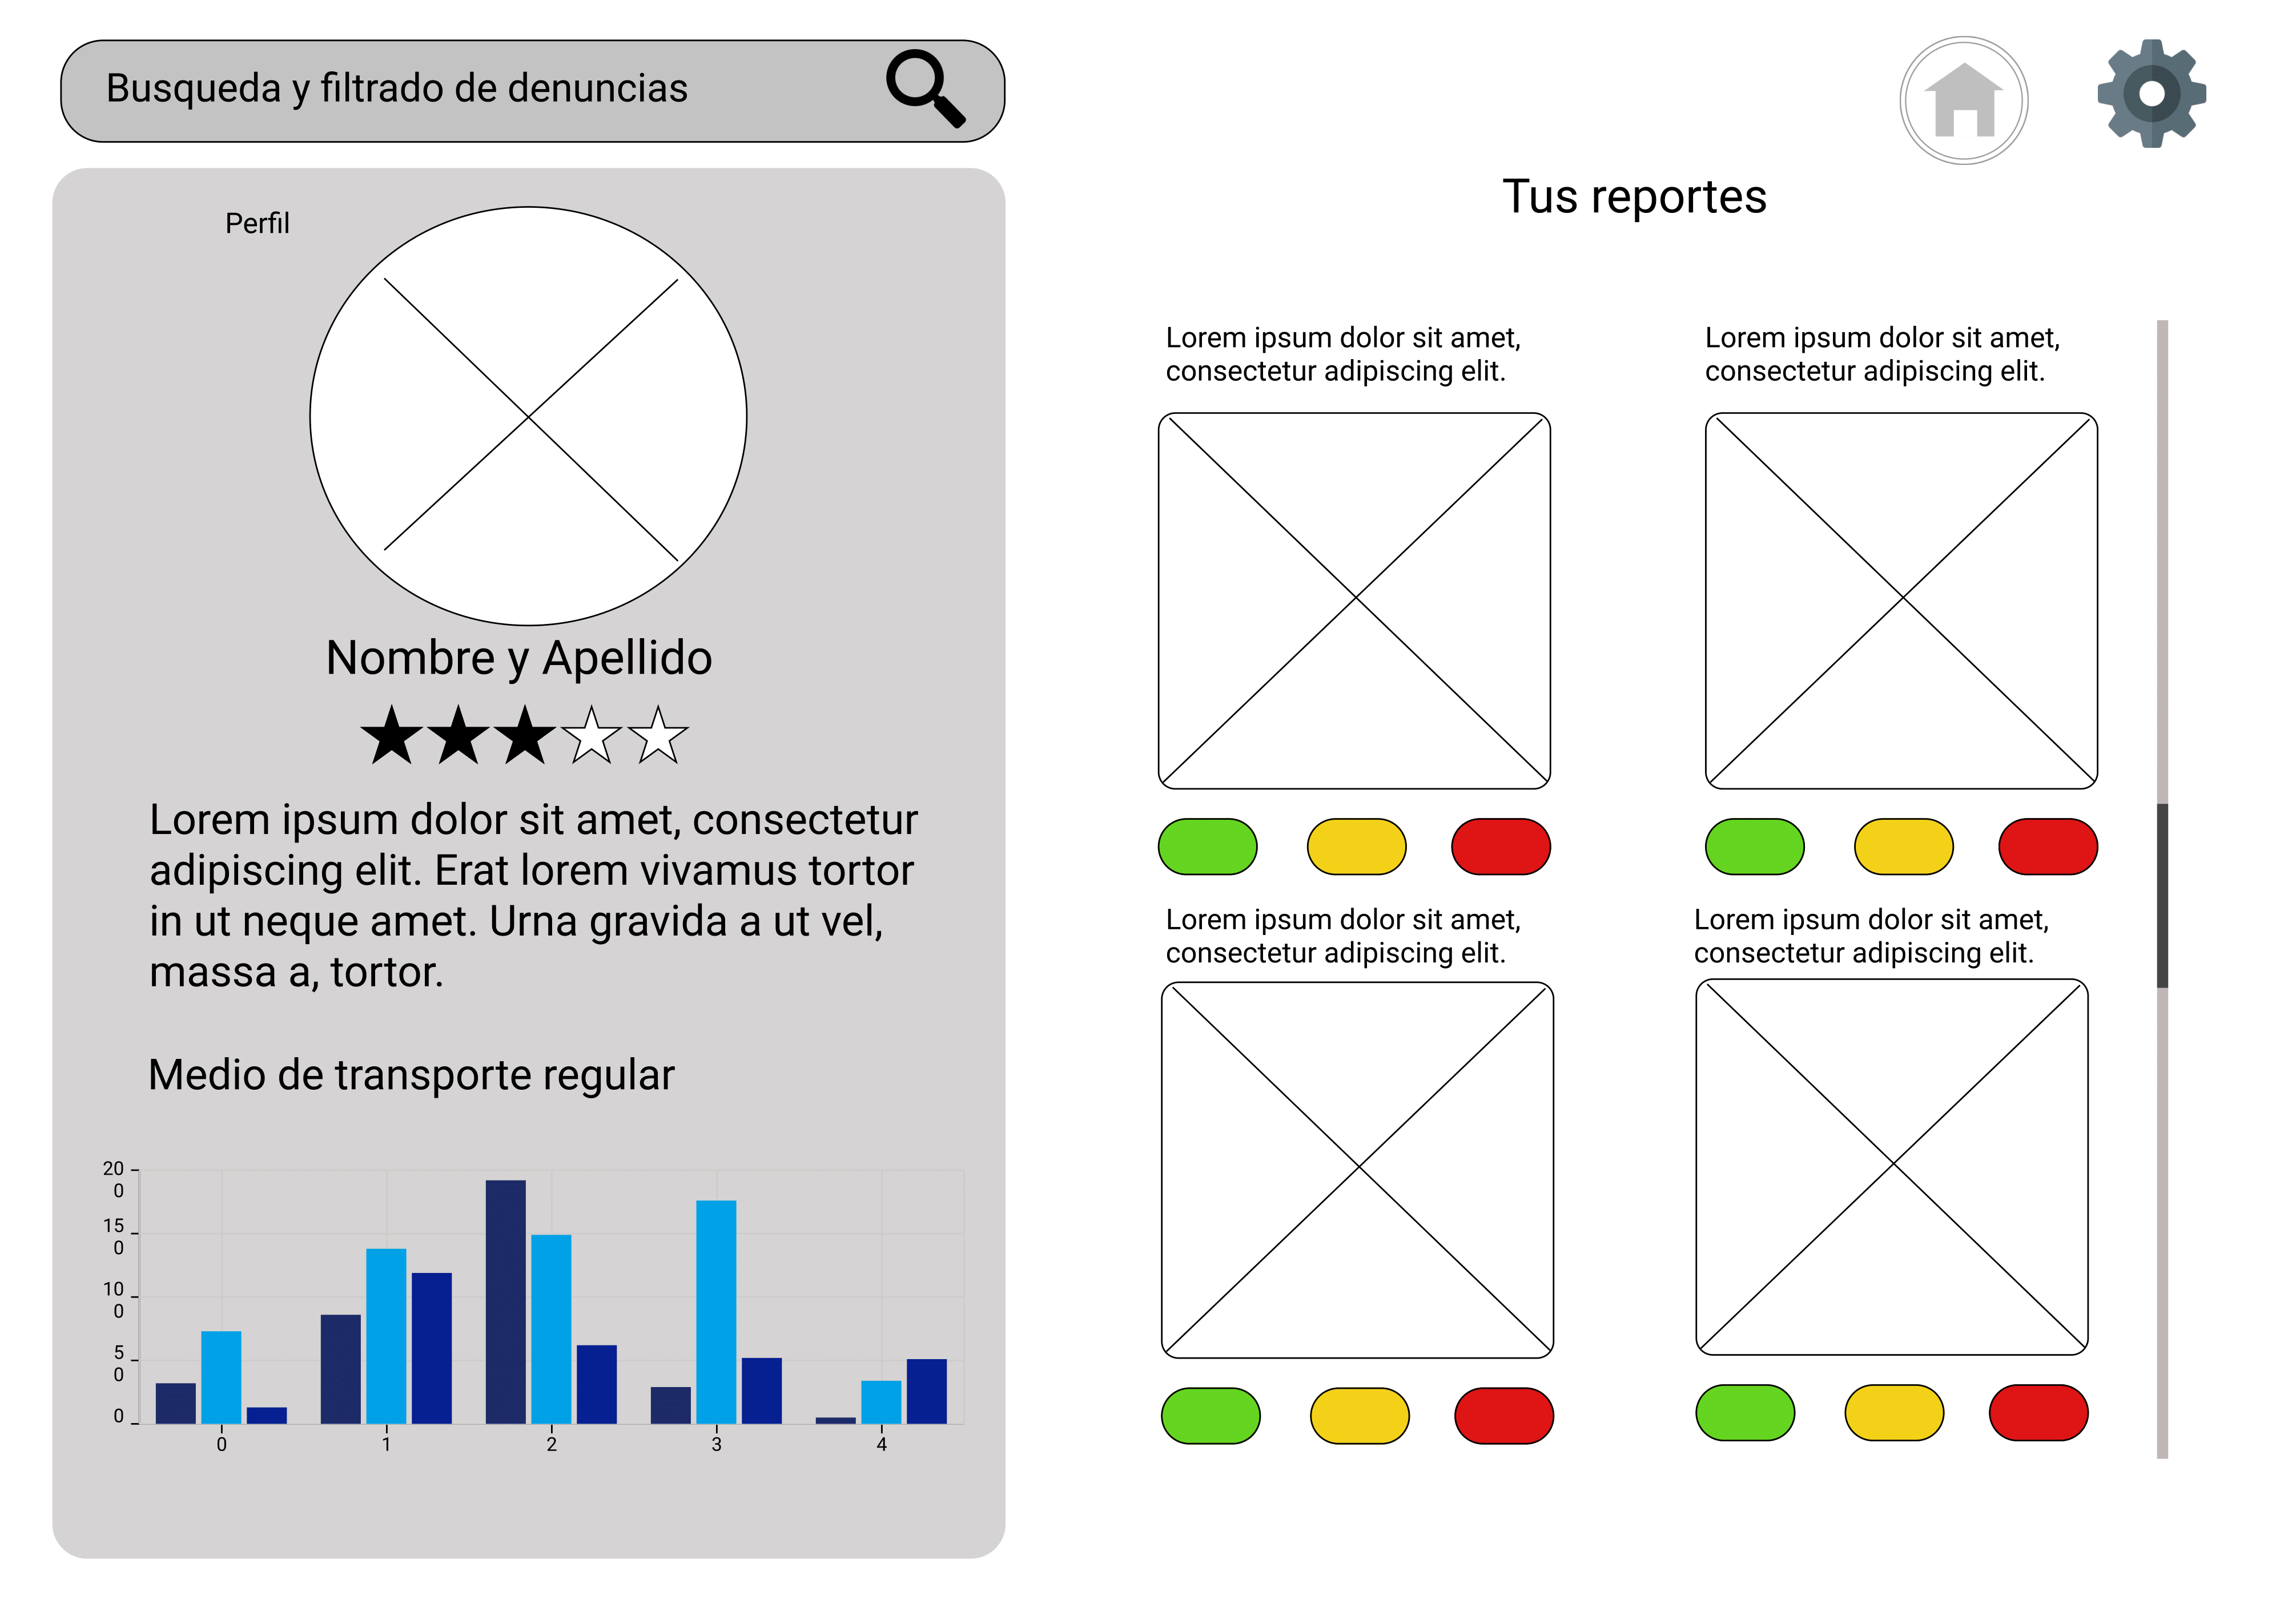 Busqueda y filtrado de denuncias
Perfil
Nombre y Apellido
Lorem ipsum dolor sit amet, consectetur
adipiscing elit. Erat lorem vivamus tortor
in ut neque amet. Urna gravida a ut vel,
massa a, tortor.
Medio de transporte regular
20
0
15
0
10
0
5
0
0
0 1 2 3 4
Tus reportes
Lorem ipsum dolor sit amet,
consectetur adipiscing elit.
Lorem ipsum dolor sit amet,
consectetur adipiscing elit.
Lorem ipsum dolor sit amet,
consectetur adipiscing elit.
Lorem ipsum dolor sit amet,
consectetur adipiscing elit.